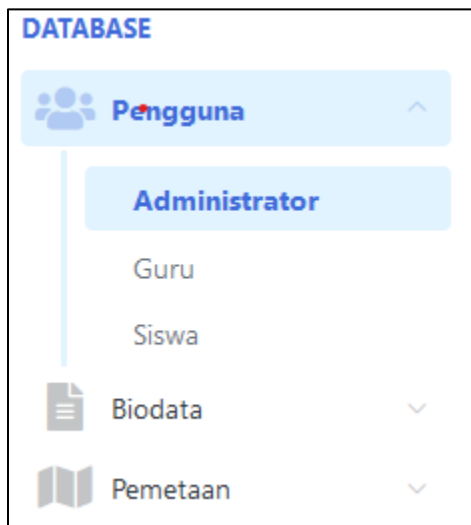 DATABASE
Pengguna
Administrator
Guru
Siswa
Biodata
Pemetaan